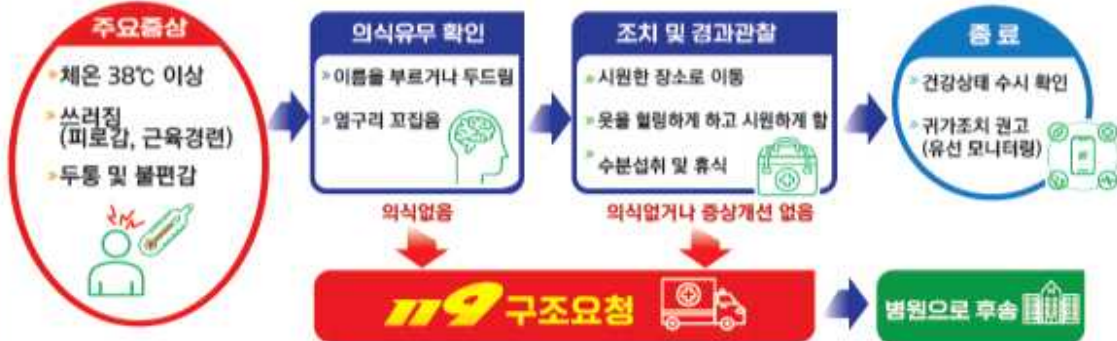 주요증상
체온 38℃ 이상
쓰러짐
(피로감, 근육경련)
두통 및 불편감
의식유무 확인
이름을 부르거나 두드림
옆구리 꼬집음
의식없음
조치 및 경과관찰
시원한 장소로 이동
옷을 헐렁하게 하고 시원하게 함
수분섭취 및 휴식
의식없거나 증상개선 없음
종료
건강상태 수시 확인
귀가조치 권고
(유선 모니터링)
119구조요청
병원으로 후송